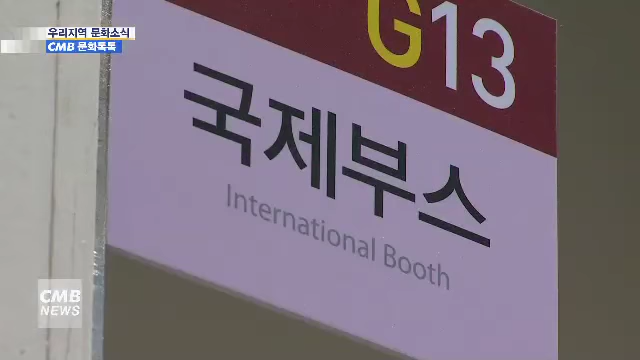 우리지역 문화소식
CMB 문화톡톡
G13
국제부스
International Booth
CMB
NEWS